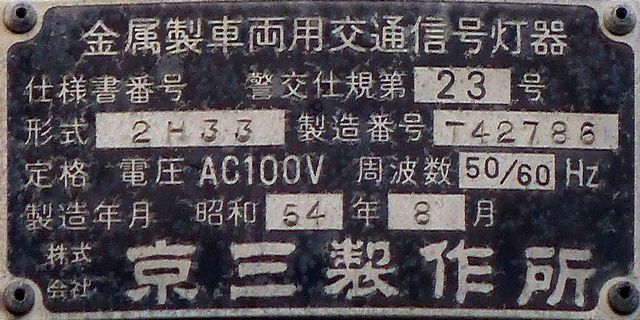 金属製車両用交通信号灯器
仕様書番号 警交仕規第 23 号
形式 2H33 製造番号 T42786
定格 電圧 AC100V 周波数 50/60 Hz
製造年月 昭和 54 年 8 月
株式会社 京三製作所